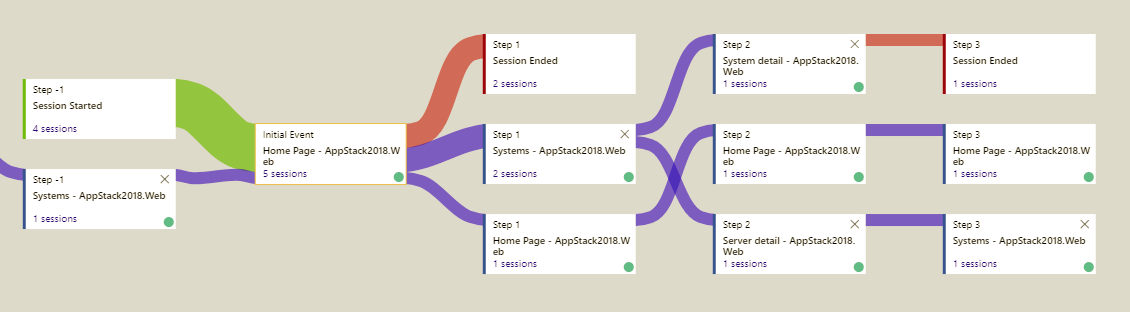 Step -1
Session Started
4 sessions
Step -1
Systems - AppStack2018.Web
1 sessions
Initial Event
Home Page - AppStack2018.W
eb
5 sessions
Step 1
Session Ended
2 sessions
Step 1
Systems - AppStack2018.Web
2 sessions
Step 1
Home Page - AppStack2018.W
eb
1 sessions
Step 2
System detail - AppStack2018.
Web
1 sessions
Step 2
Home Page - AppStack2018.W
eb
1 sessions
Step 2
Server detail - AppStack2018.
Web
1 sessions
Step 3
Session Ended
1 sessions
Step 3
Home Page - AppStack2018.W
eb
1 sessions
Step 3
Systems - AppStack2018.Web
1 sessions